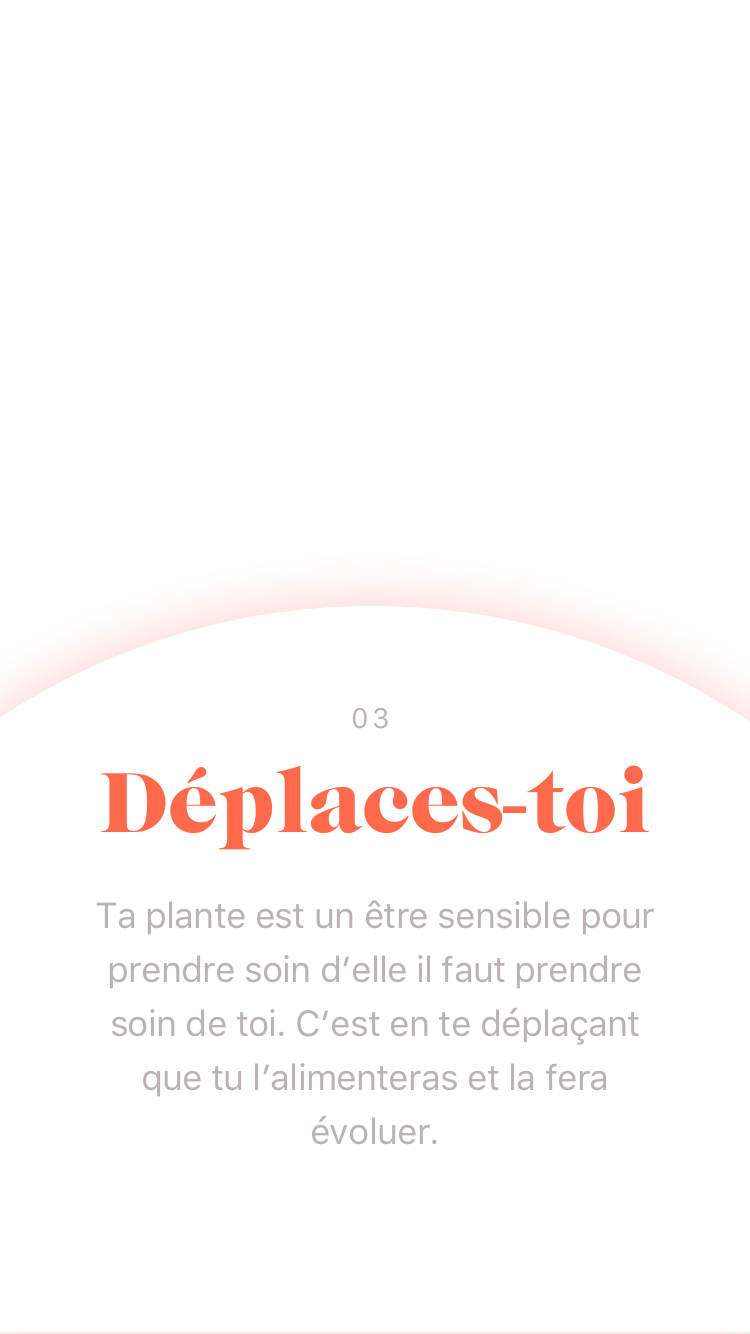 03
Déplaces-toi
Ta plante est un être sensible pour
prendre soin d’elle il faut prendre
soin de toi. C’est en te déplaçant
que tu l’alimenteras et la fera
évoluer.